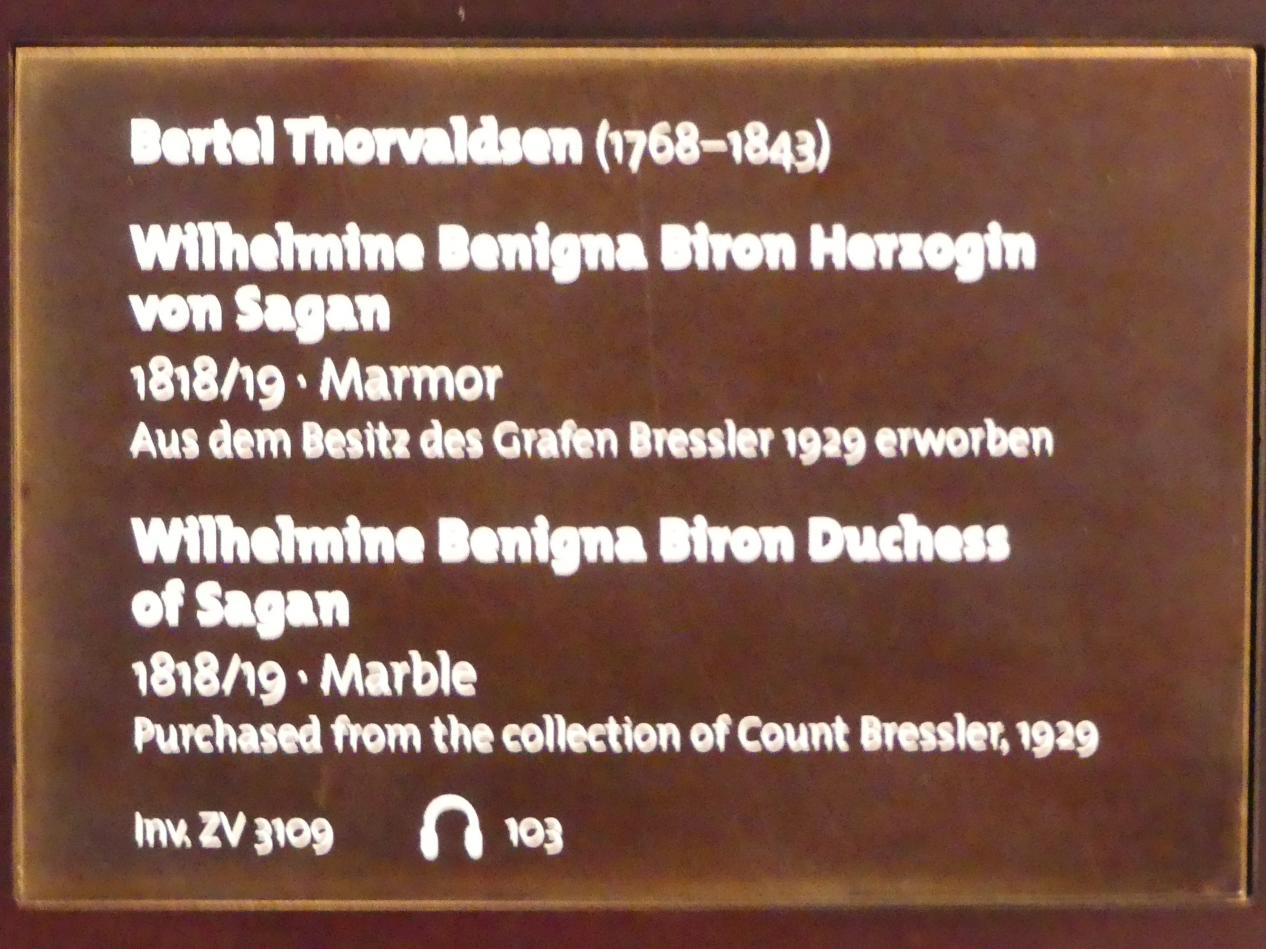 Bertel Thorvaldsen (1768–1843)
Wilhelmine Benigna Biron Herzogin
von Sagan
1818/19 · Marmor
Aus dem Besitz des Grafen Bressler 1929 erworben
Wilhelmine Benigna Biron Duchess
of Sagan
1818/19 · Marble
Purchased from the collection of Count Bressler, 1929
Inv. ZV 3109 103